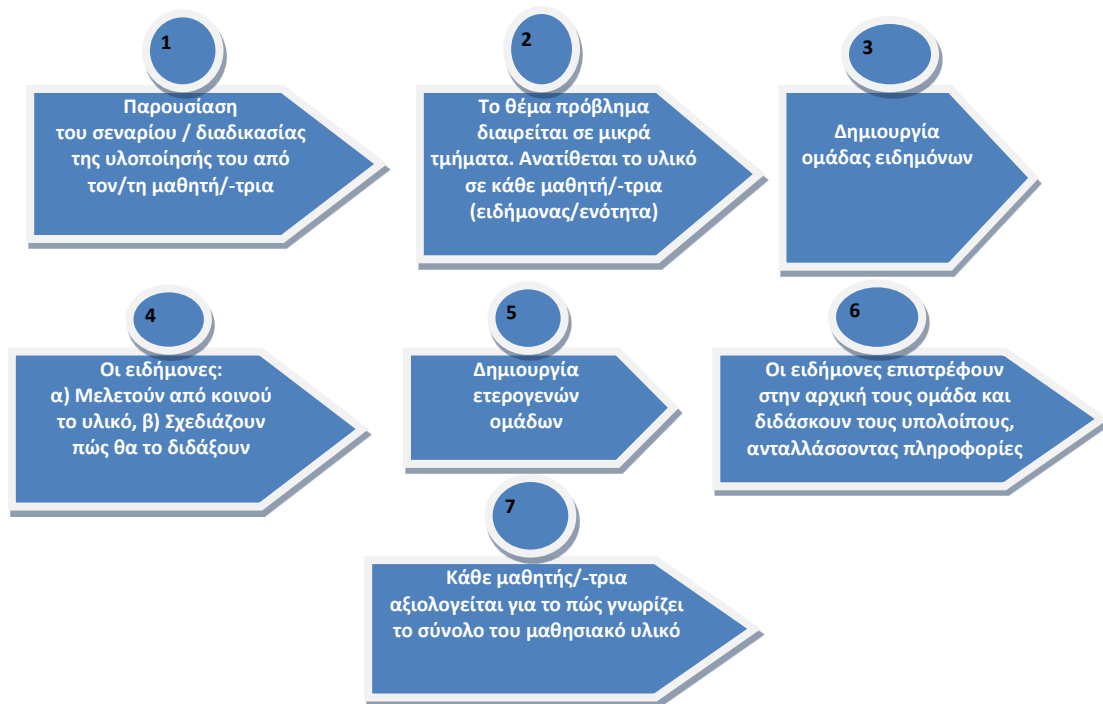 1
Παρουσίαση
του σεναρίου / διαδικασίας
της υλοποίησής του από
τον/τη μαθητή/-τρια
2
Το θέμα πρόβλημα
διαιρείται σε μικρά
τμήματα. Ανατίθεται το υλικό
σε κάθε μαθητή/-τρια
(ειδήμονας/ενότητα)
3
Δημιουργία
ομάδας ειδημόνων
4
Οι ειδήμονες:
α) Μελετούν από κοινού
το υλικό, β) Σχεδιάζουν
πώς θα το διδάξουν
5
Δημιουργία
ετερογενών
ομάδων
6
Οι ειδήμονες επιστρέφουν
στην αρχική τους ομάδα και
διδάσκουν τους υπολοίπους,
ανταλλάσσοντας πληροφορίες
7
Κάθε μαθητής/-τρια
αξιολογείται για το πώς γνωρίζει
το σύνολο του μαθησιακό υλικό